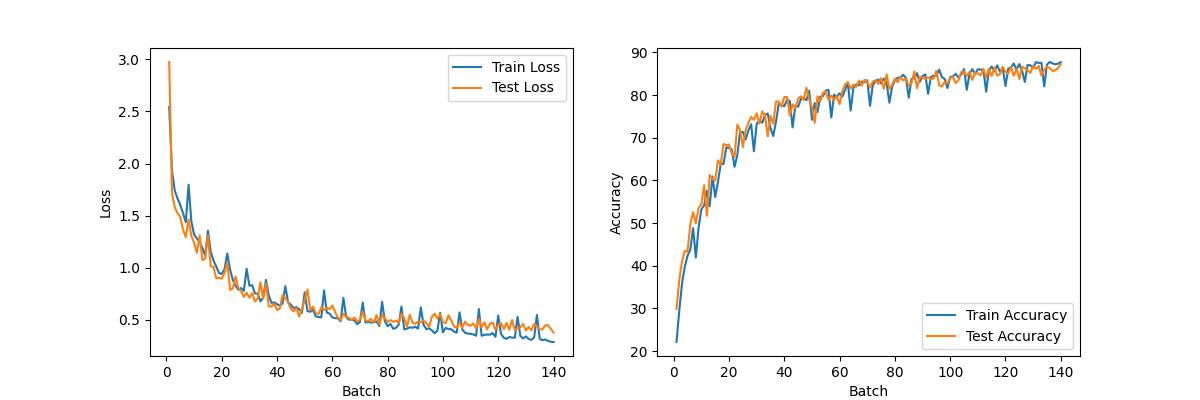 3.0
2.5
2.0
1.5
1.0
0.5
Loss
0 20 40 60 80 100 120 140
Batch
Train Loss
Test Loss
90
80
70
60
50
40
30
20
Accuracy
0 20 40 60 80 100 120 140
Batch
Train Accuracy
Test Accuracy